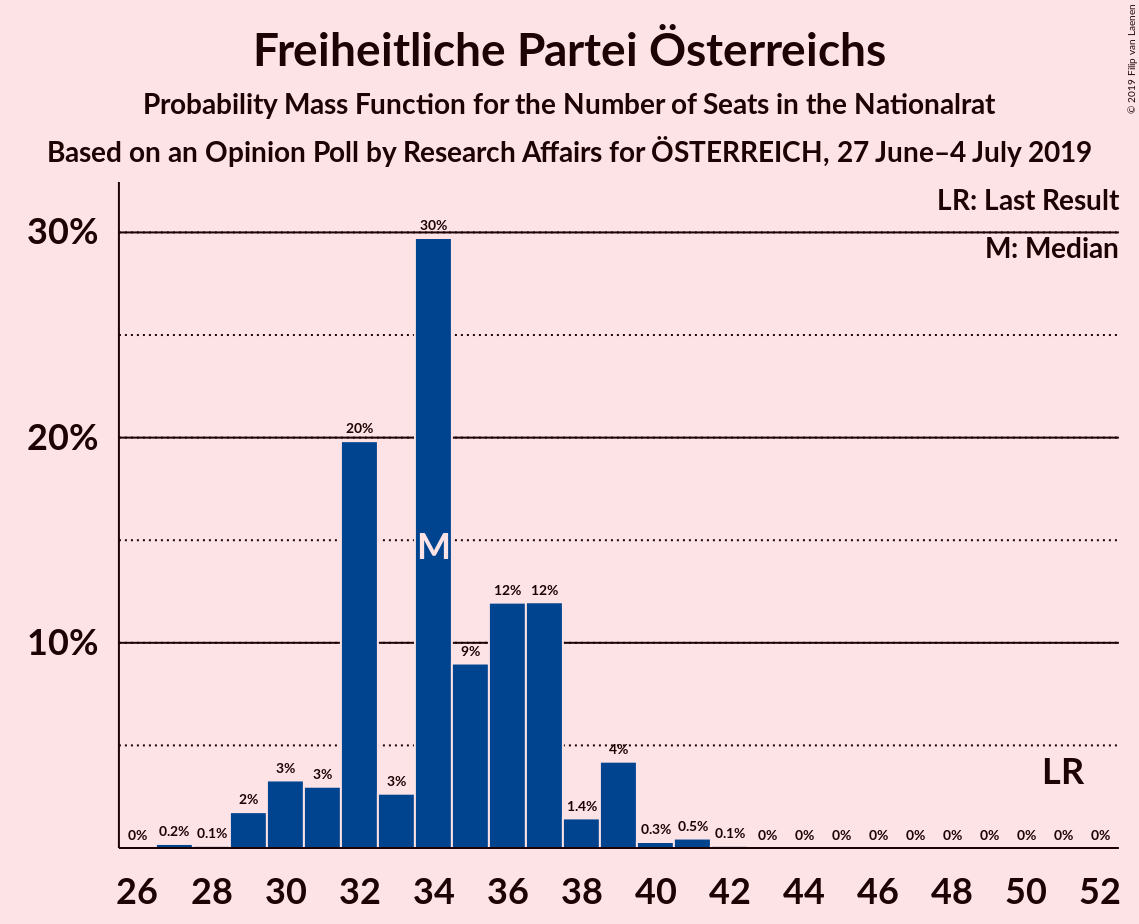 Freiheitliche Partei Österreichs
Probability Mass Function for the Number of Seats in the Nationalrat
Based on an Opinion Poll by Research Affairs for ÖSTERREICH, 27 June–4 July 2019
© 2019 Filip van Laenen
LR: Last Result
M: Median
30%
20%
10%
0% 0.2% 0.1% 2% 3% 3% 20% 3% 30% 9% 12% 12% 1.4% 4% 0.3% 0.5% 0.1% 0% 0% 0% 0% 0% 0% 0% 0% 0% 0%
M
LR
26 28 30 32 34 36 38 40 42 44 46 48 50 52